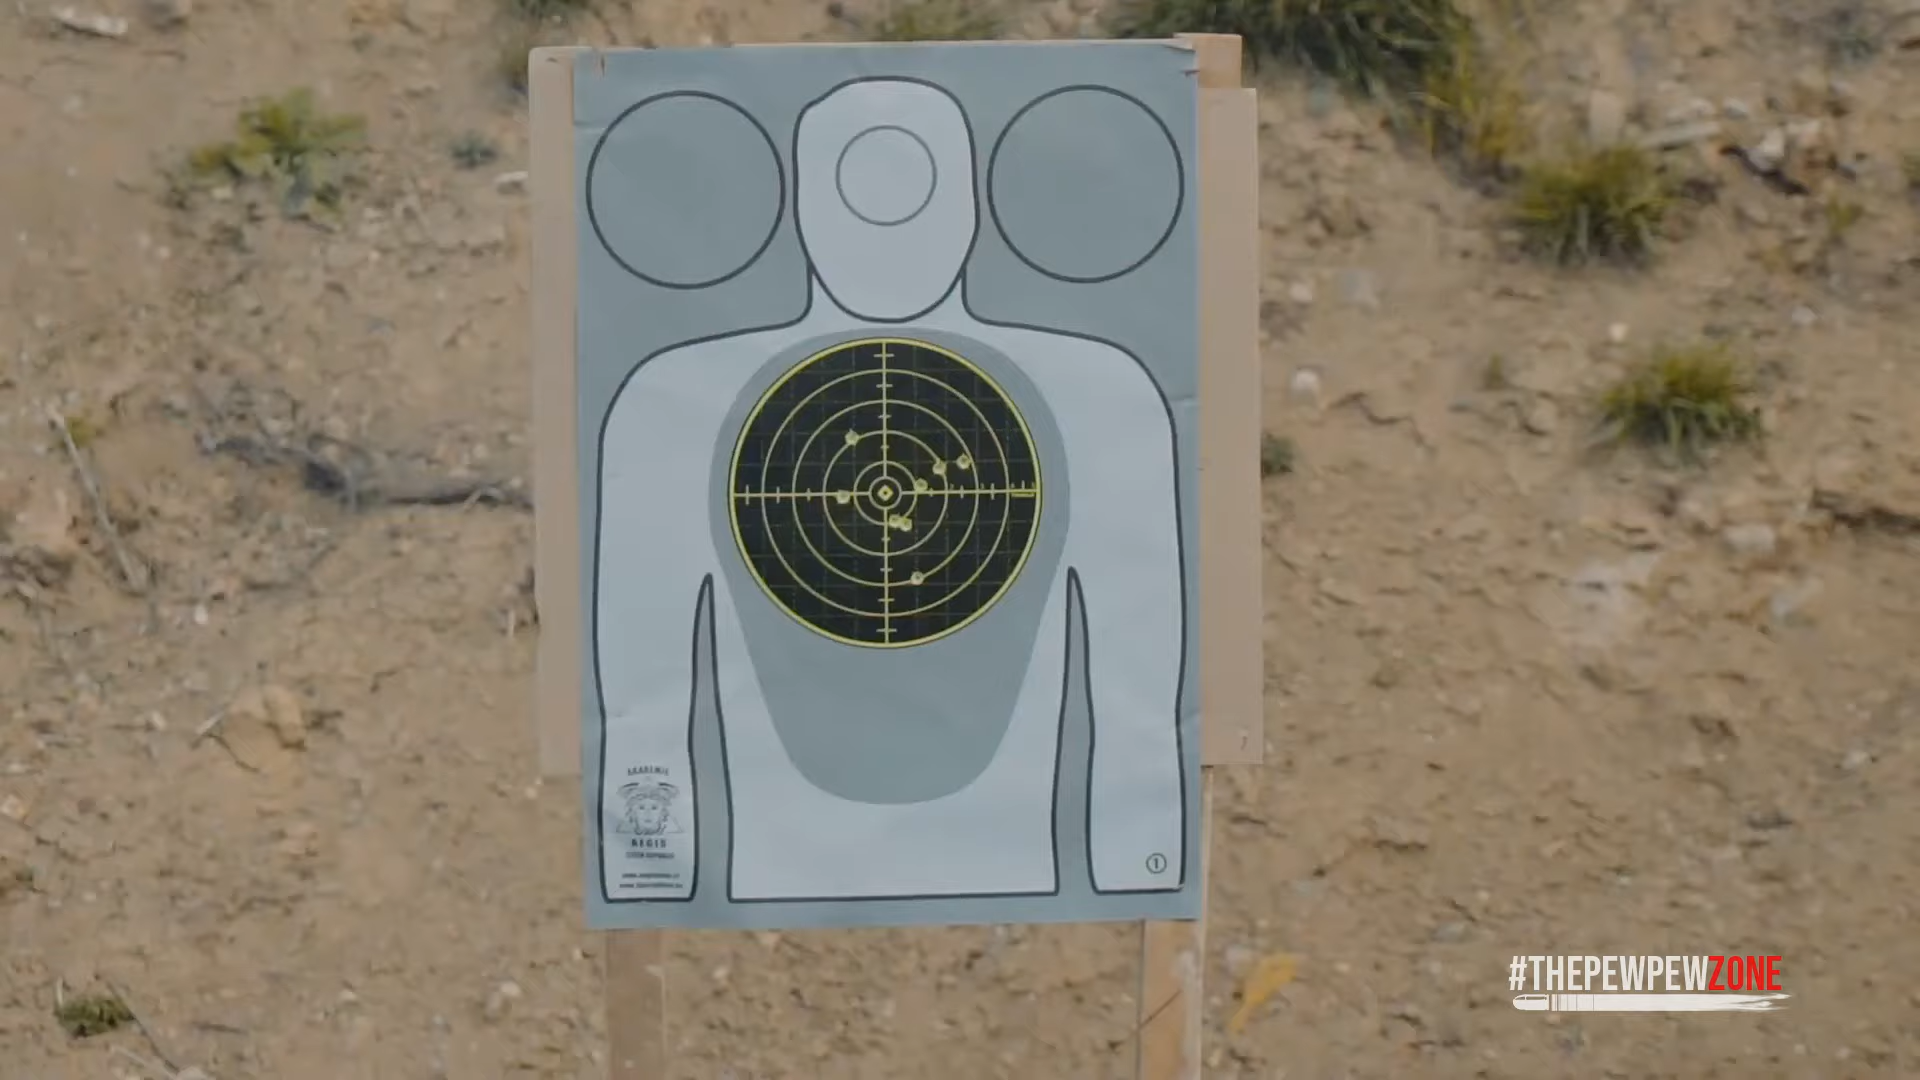 AKADEMIE
AEGIS
CZECH REPUBLIC
1
#THEPEWPEWZONE